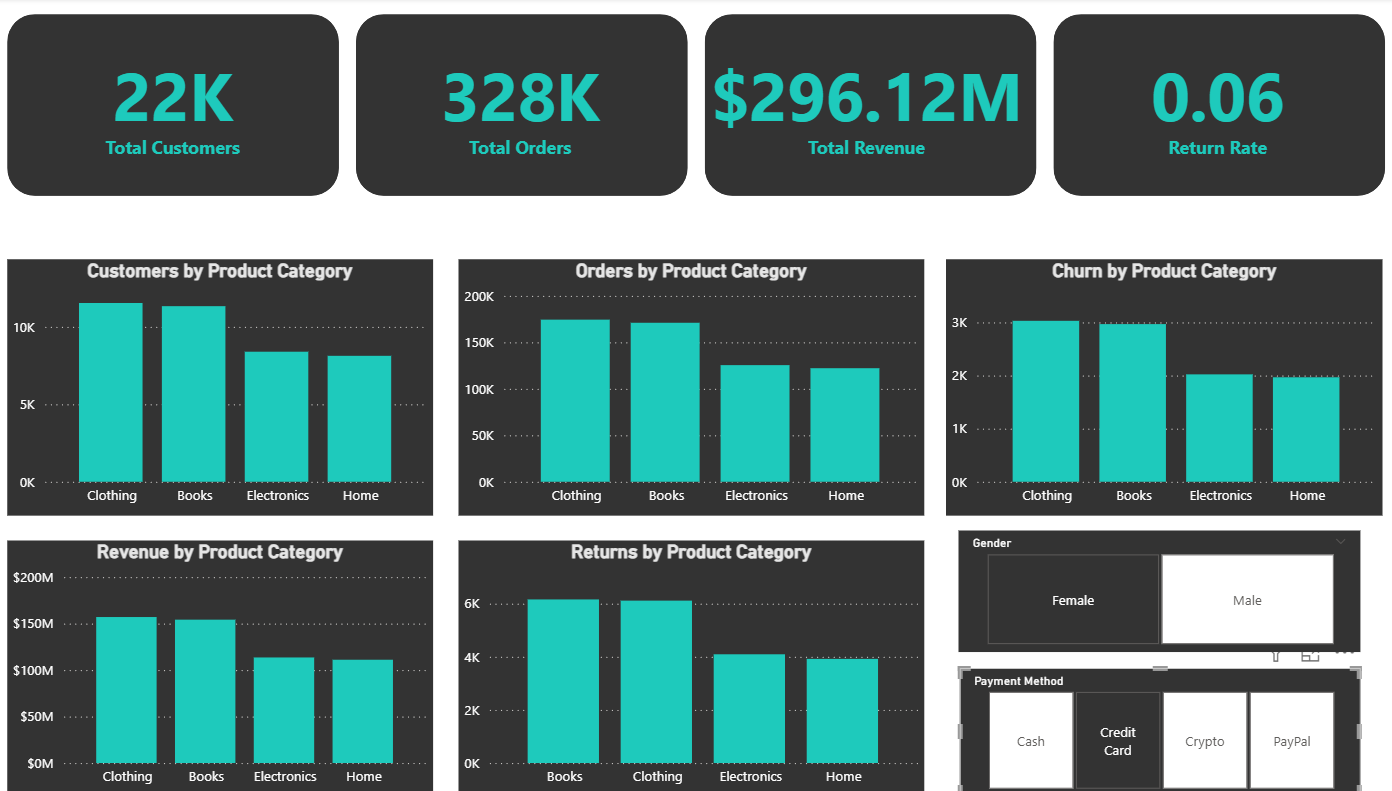 22K
Total Customers
328K
Total Orders
$296.12M
Total Revenue
0.06
Return Rate
Customers by Product Category
10K
5K
0K
Clothing Books Electronics Home
Orders by Product Category
200K
150K
100K
50K
0K
Clothing Books Electronics Home
Churn by Product Category
3K
2K
1K
0K
Clothing Books Electronics Home
Revenue by Product Category
$200M
$150M
$100M
$50M
$0M
Clothing Books Electronics Home
Returns by Product Category
6K
4K
2K
0K
Books Clothing Electronics Home
Gender
Female Male
Payment Method
Cash
Credit
Card
Crypto
PayPal